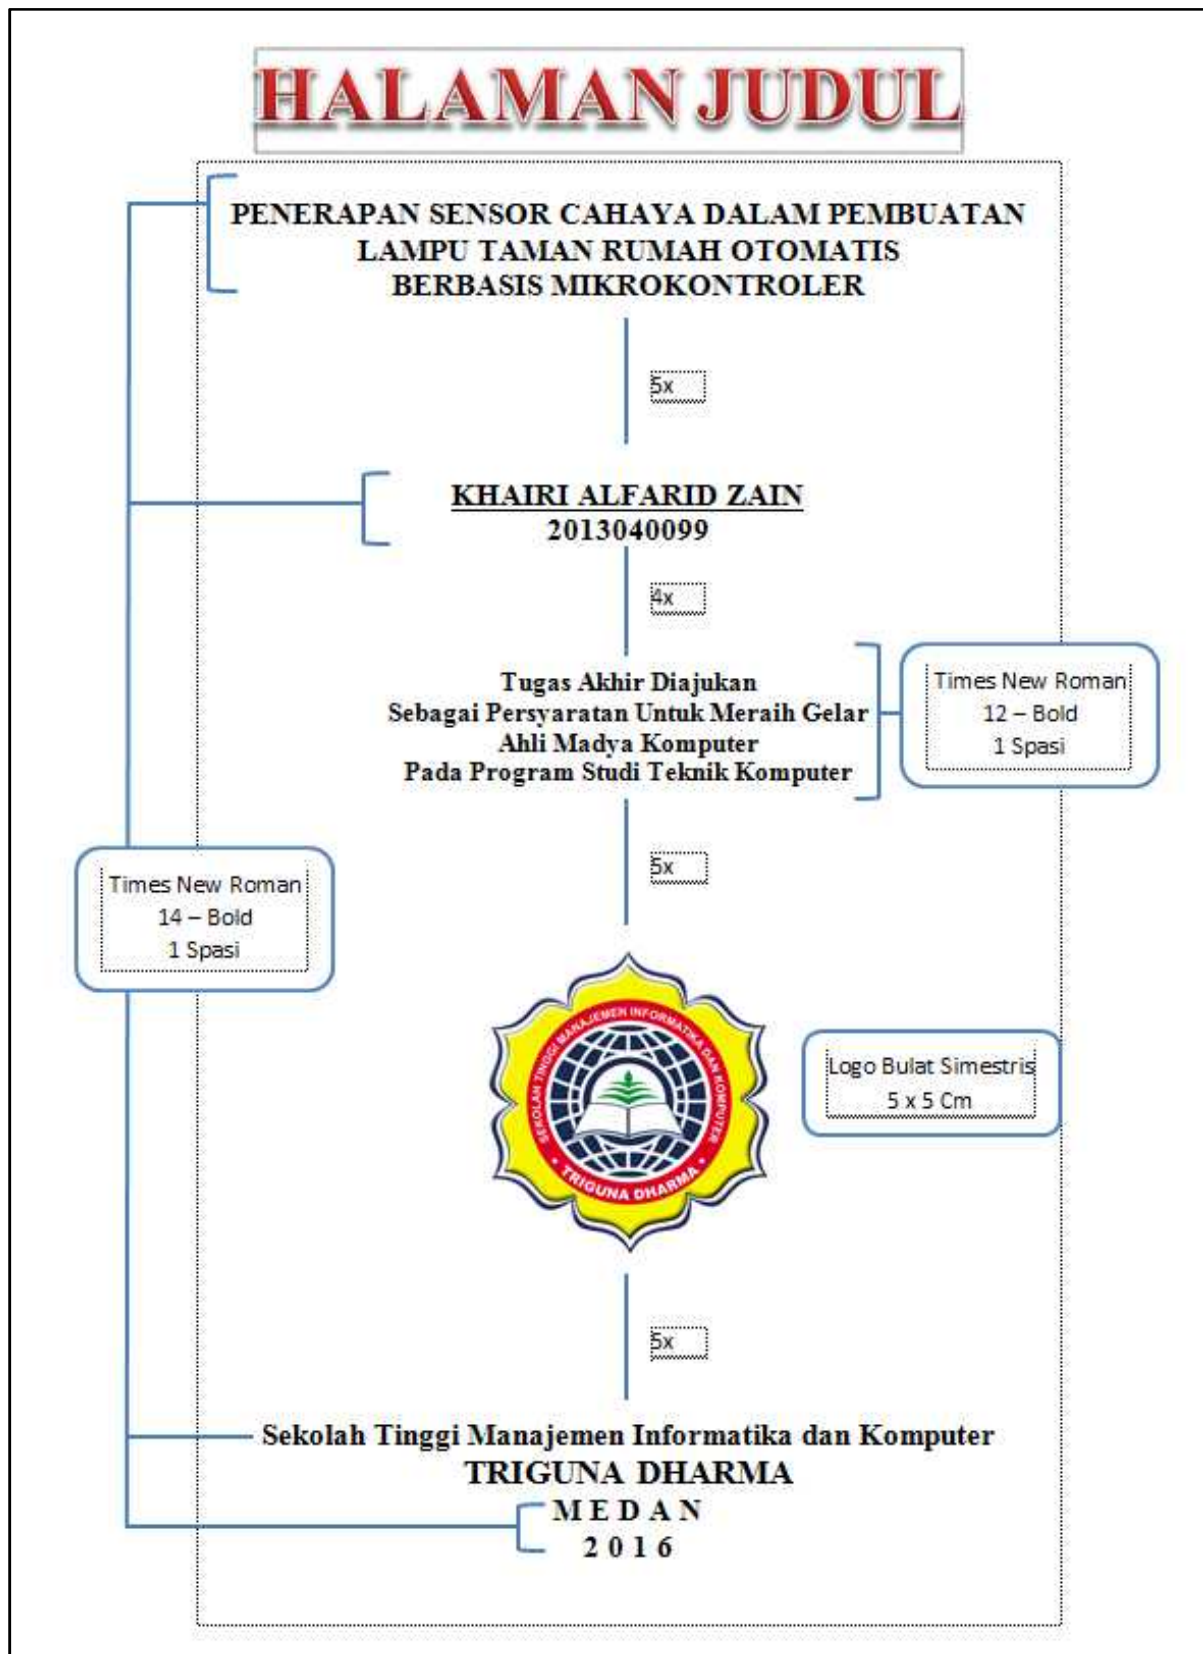 HALAMAN JUDUL
PENERAPAN SENSOR CAHAYA DALAM PEMBUATAN
LAMPU TAMAN RUMAH OTOMATIS
BERBASIS MIKROKONTROLER
5x
KHAIRI ALFARID ZAIN
2013040099
4x
Tugas Akhir Diajukan
Sebagai Persyaratan Untuk Meraih Gelar
Ahli Madya Komputer
Pada Program Studi Teknik Komputer
Times New Roman
12 – Bold
1 Spasi
5x
Times New Roman
14 – Bold
1 Spasi
SEKOLAH TINGGI MANAJEMEN INFORMATIKA DAN KOMPUTER
• TRIGUNA DHARMA •
Logo Bulat Simestris
5 x 5 Cm
5x
Sekolah Tinggi Manajemen Informatika dan Komputer
TRIGUNA DHARMA
M E D A N
2 0 1 6